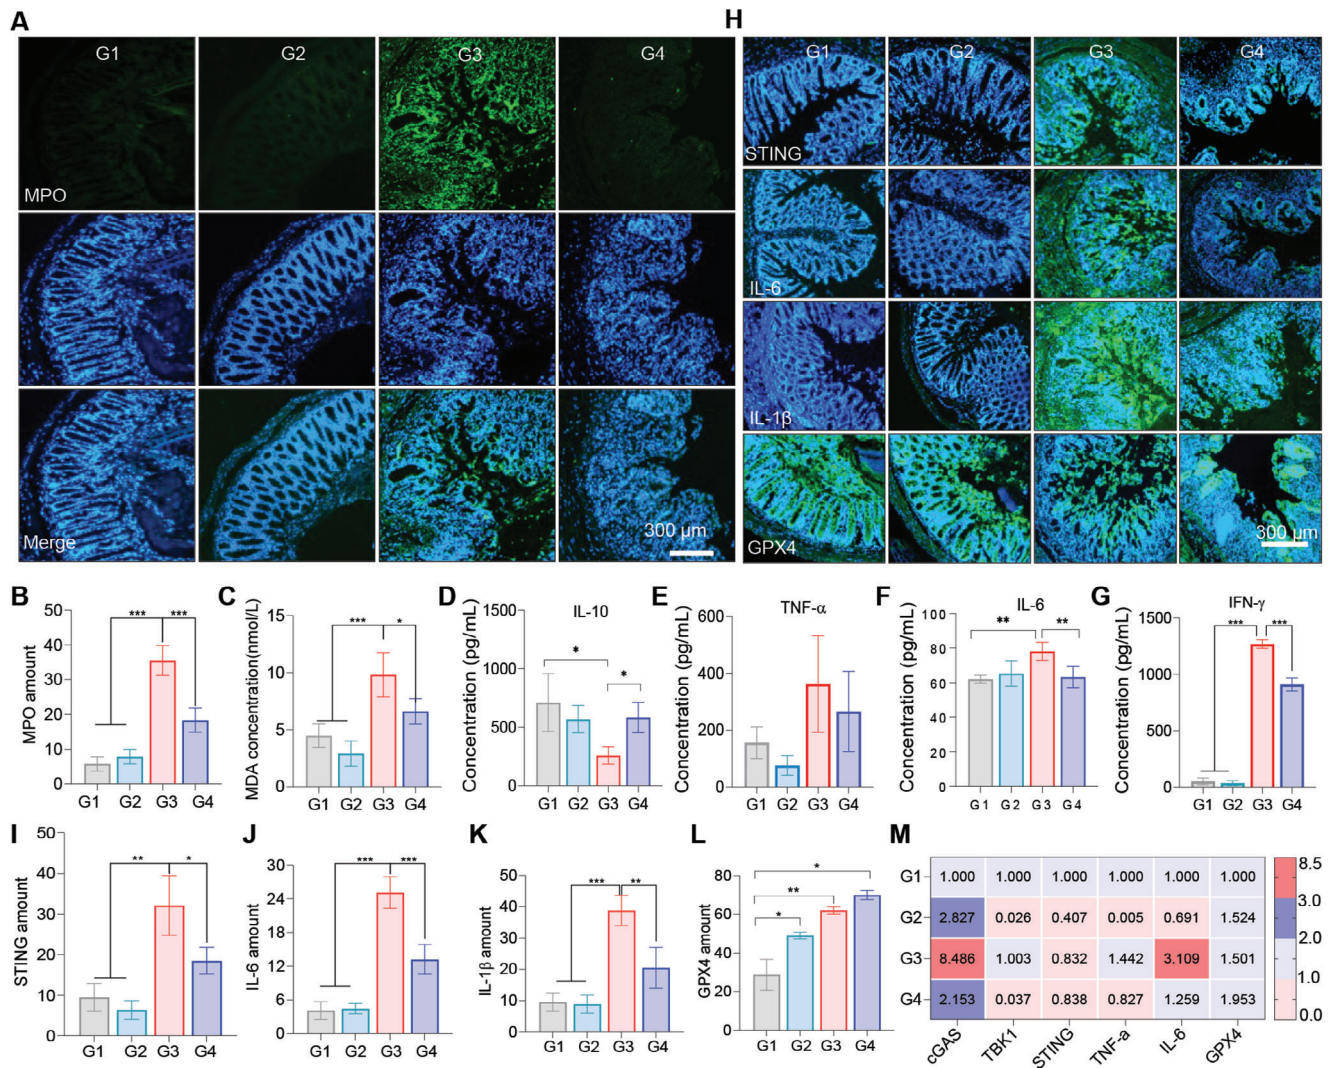 A
G1 G2 G3 G4
MPO
Merge
300 μm
H
G1 G2 G3 G4
STING
IL-6
IL-1β
GPX4
300 μm
B
MPO amount
50
40
30
20
10
0
*** ***
G1 G2 G3 G4
C
MDA concentration(nmol/L)
15
10
5
0
*** *
G1 G2 G3 G4
D
IL-10
Concentration (pg/mL)
1500
1000
500
0
*
*
G1 G2 G3 G4
E
TNF-α
Concentration (pg/mL)
600
400
200
0
G1 G2 G3 G4
F
IL-6
Concentration (pg/mL)
100
80
60
40
20
0
** **
G1 G2 G3 G4
G
IFN-γ
Concentration (pg/mL)
1500
1000
500
0
*** ***
G1 G2 G3 G4
I
STING amount
50
40
30
20
10
0
** *
G1 G2 G3 G4
J
IL-6 amount
30
24
18
12
6
0
*** ***
G1 G2 G3 G4
K
IL-1β amount
50
40
30
20
10
0
*** **
G1 G2 G3 G4
L
GPX4 amount
80
60
40
20
0
*
**
*
G1 G2 G3 G4
M
G1 1.000 1.000 1.000 1.000 1.000 1.000
G2 2.827 0.026 0.407 0.005 0.691 1.524
G3 8.486 1.003 0.832 1.442 3.109 1.501
G4 2.153 0.037 0.838 0.827 1.259 1.953
cGAS TBK1 STING TNF-a IL-6 GPX4
8.5
3.0
2.0
1.0
0.0